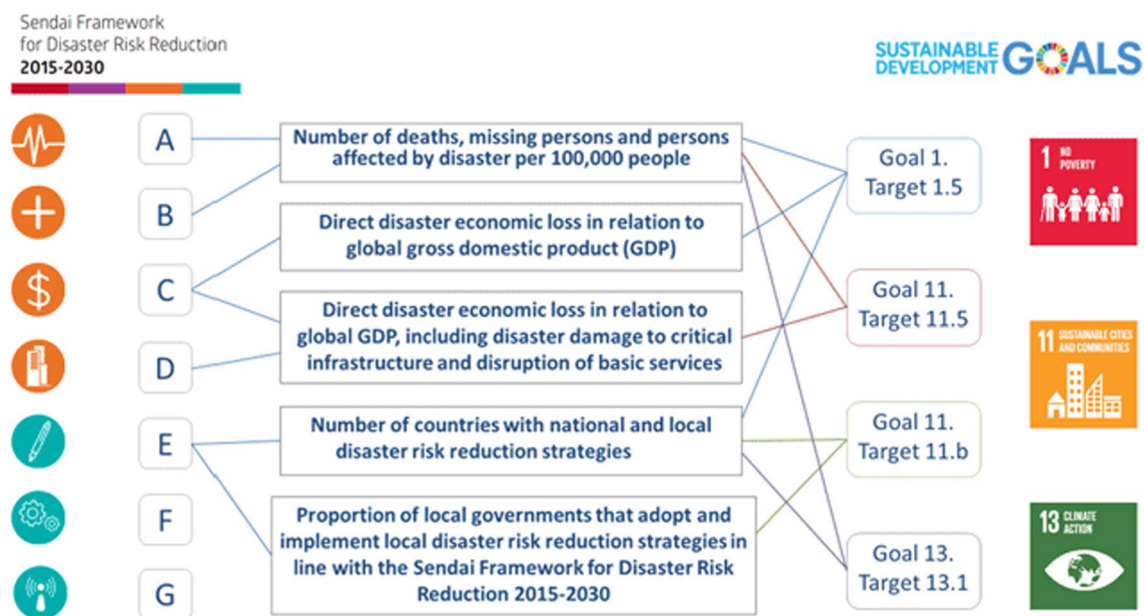 Sendai Framework
for Disaster Risk Reduction
2015-2030
SUSTAINABLE
DEVELOPMENT GOALS
A
B
C
D
E
F
G
Number of deaths, missing persons and persons
affected by disaster per 100,000 people
Direct disaster economic loss in relation to
global gross domestic product (GDP)
Direct disaster economic loss in relation to
global GDP, including disaster damage to critical
infrastructure and disruption of basic services
Number of countries with national and local
disaster risk reduction strategies
Proportion of local governments that adopt and
implement local disaster risk reduction strategies in
line with the Sendai Framework for Disaster Risk
Reduction 2015-2030
Goal 1.
Target 1.5
Goal 11.
Target 11.5
Goal 11.
Target 11.b
Goal 13.
Target 13.1
1 NO
POVERTY
11 SUSTAINABLE CITIES
AND COMMUNITIES
13 CLIMATE
ACTION
$